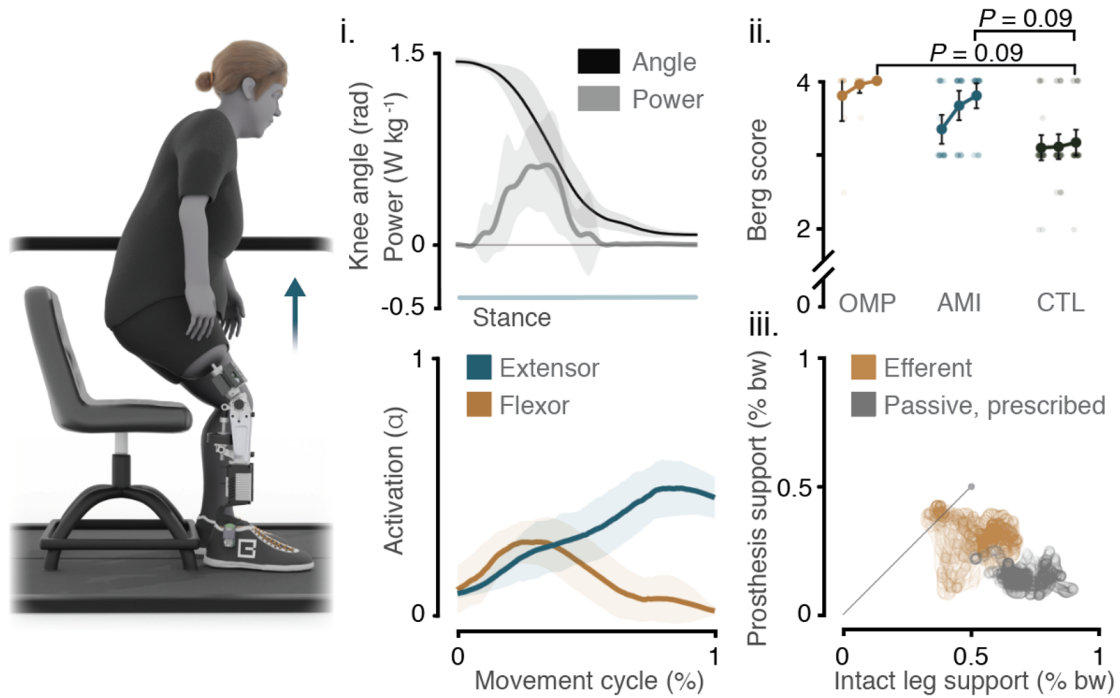 i.
1.5
0
-0.5
Knee angle (rad)
Power (W kg⁻¹)
Angle
Power
Stance
ii.
P = 0.09
P = 0.09
4
2
0
Berg score
OMP
AMI
CTL
1
0
Activation (α)
Extensor
Flexor
0
1
Movement cycle (%)
iii.
1
0.5
0
Prosthesis support (% bw)
Efferent
Passive, prescribed
0
0.5
1
Intact leg support (% bw)